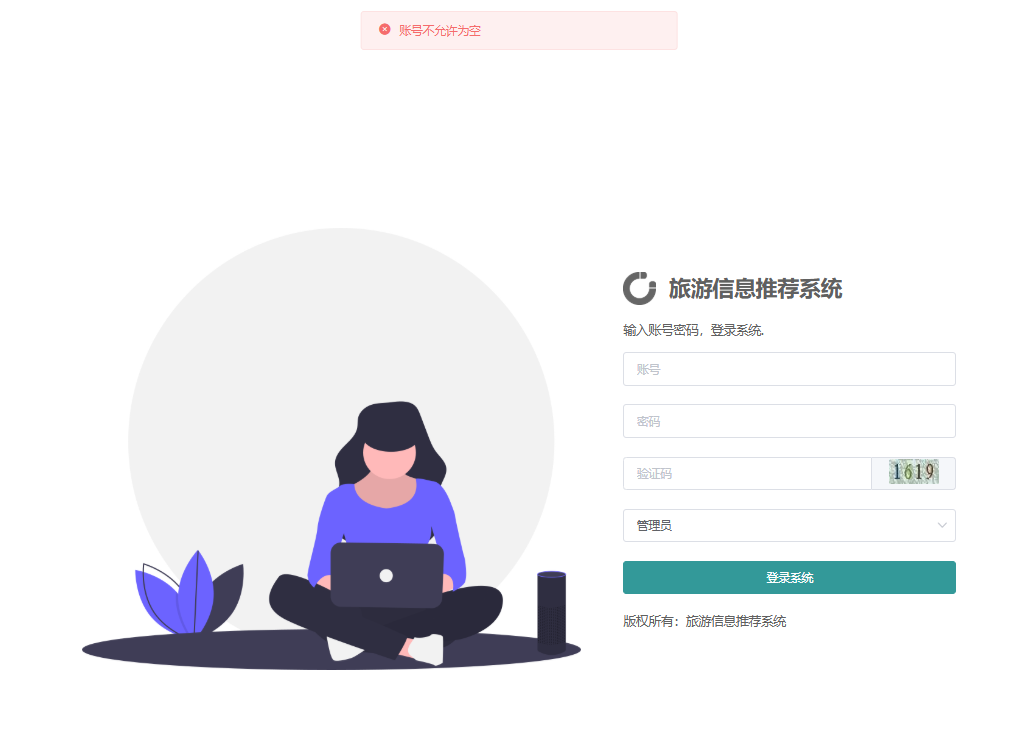 账号不允许为空
旅游信息推荐系统
输入账号密码，登录系统.
账号
密码
验证码
1619
管理员
登录系统
版权所有：旅游信息推荐系统